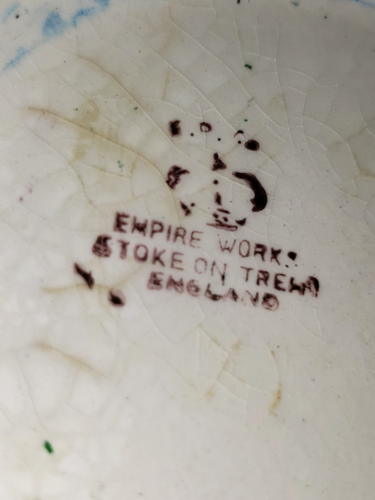 EMPIRE WORKS
STOKE ON TRENT
ENGLAND